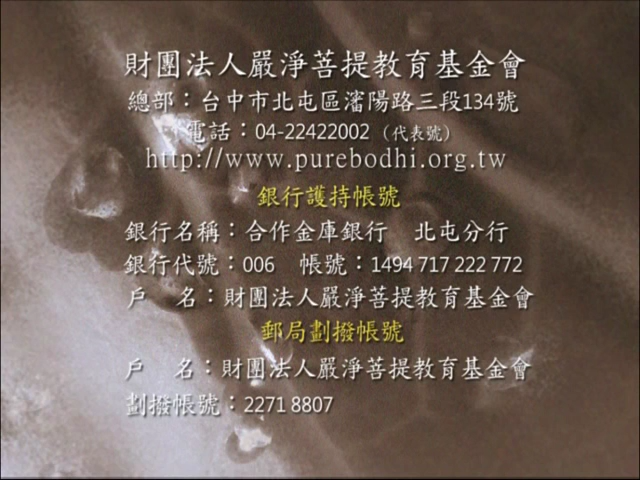 財團法人嚴淨菩提教育基金會
總部：台中市北屯區瀋陽路三段134號
電話：04-22422002（代表號）
http://www.purebodhi.org.tw
銀行護持帳號
銀行名稱：合作金庫銀行　北屯分行
銀行代號：006　帳號：1494 717 222 772
戶　名：財團法人嚴淨菩提教育基金會
郵局劃撥帳號
戶　名：財團法人嚴淨菩提教育基金會
劃撥帳號：2271 8807